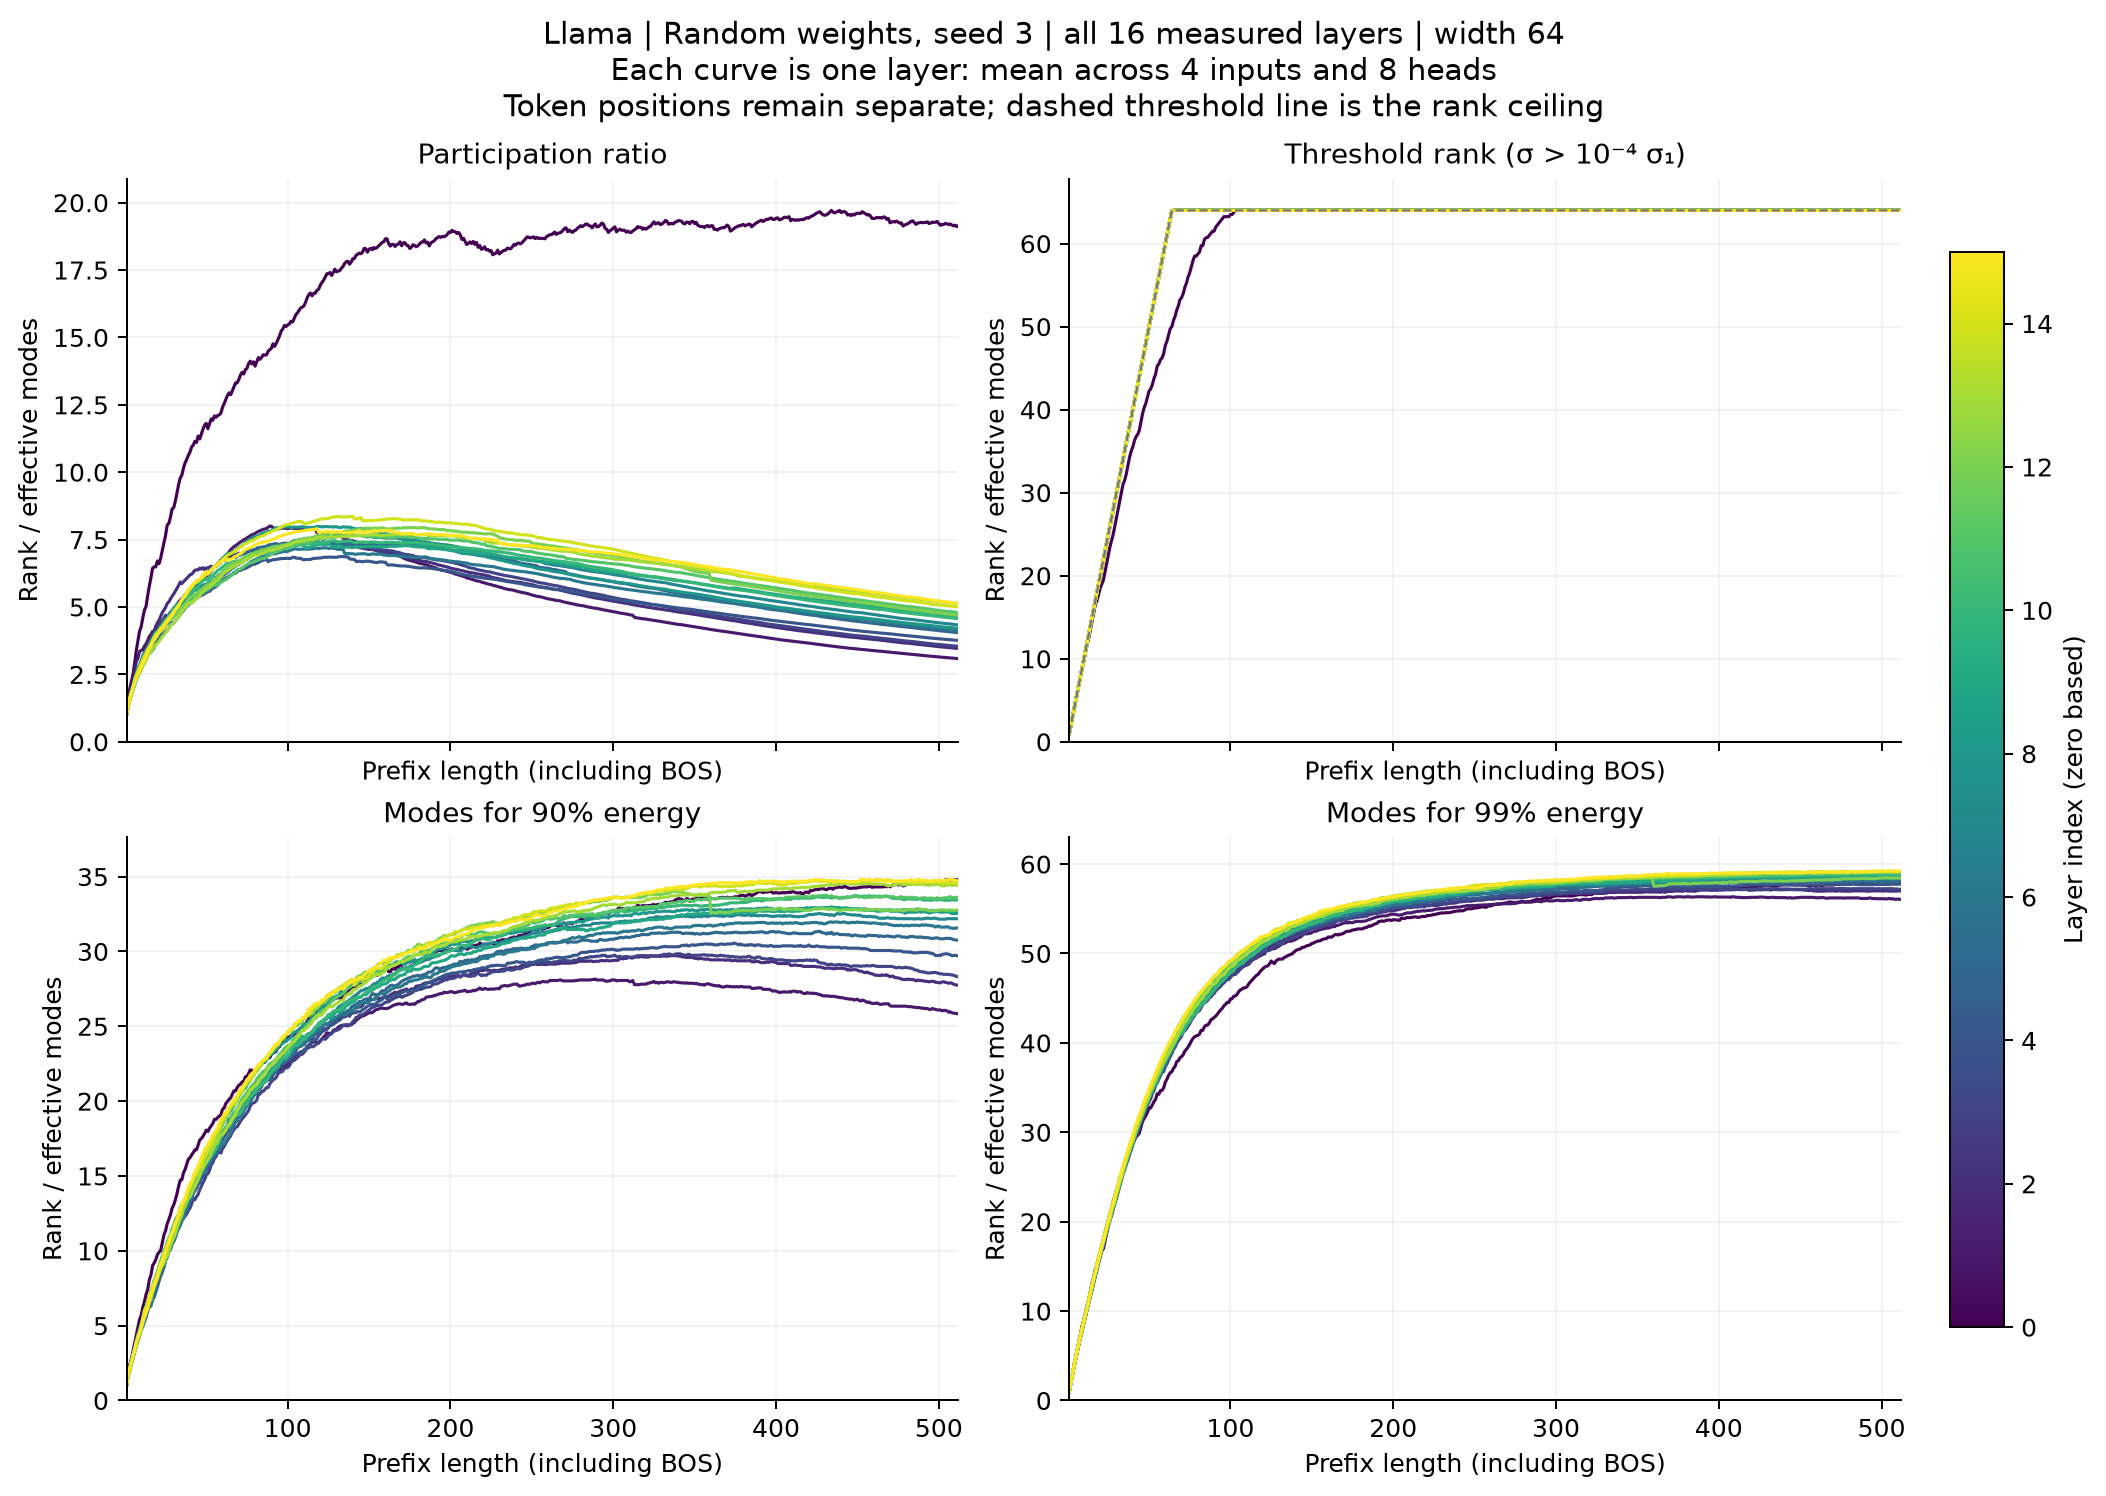 Llama | Random weights, seed 3 | all 16 measured layers | width 64
Each curve is one layer: mean across 4 inputs and 8 heads
Token positions remain separate; dashed threshold line is the rank ceiling
Participation ratio
20.0
17.5
15.0
12.5
10.0
7.5
5.0
2.5
0.0
Rank / effective modes
Prefix length (including BOS)
Threshold rank (σ > 10⁻⁴ σ₁)
60
50
40
30
20
10
0
Rank / effective modes
Prefix length (including BOS)
Modes for 90% energy
35
30
25
20
15
10
5
0
Rank / effective modes
100 200 300 400 500
Prefix length (including BOS)
Modes for 99% energy
60
50
40
30
20
10
0
Rank / effective modes
100 200 300 400 500
Prefix length (including BOS)
14
12
10
8
6
4
2
0
Layer index (zero based)